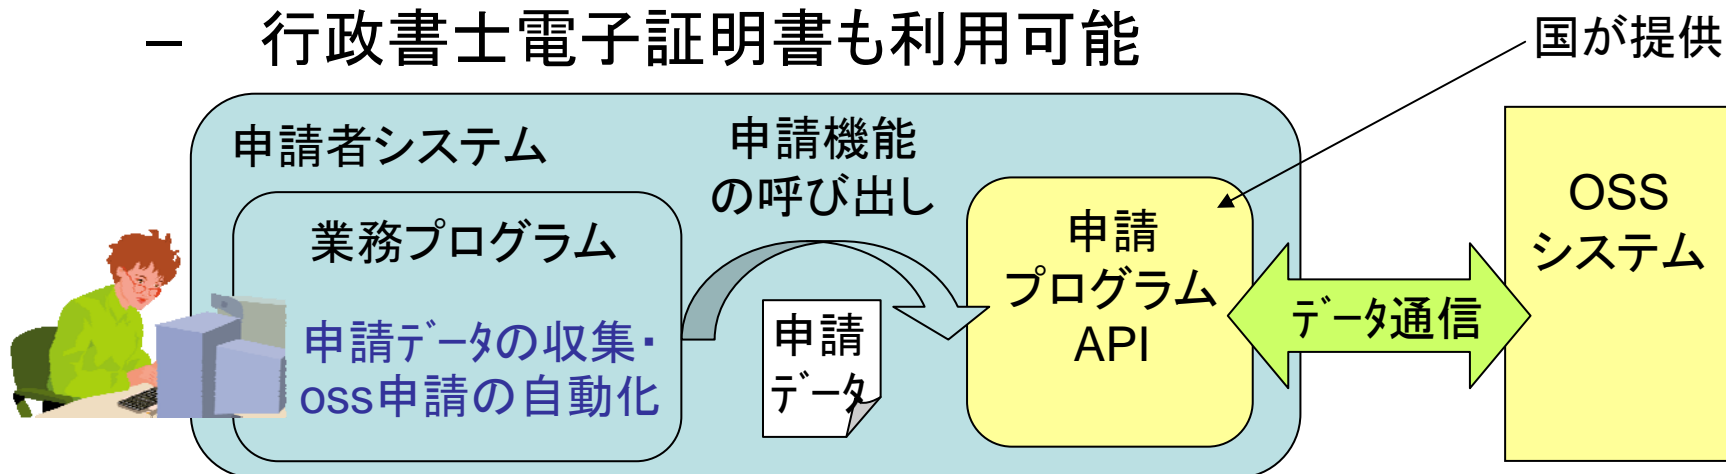 – 行政書士電子証明書も利用可能
国が提供
申請者システム
申請機能
の呼び出し
業務プログラム
申請ﾃﾞｰﾀの収集・
oss申請の自動化
申請
ﾃﾞｰﾀ
申請
プログラム
API
ﾃﾞｰﾀ通信
OSS
システム